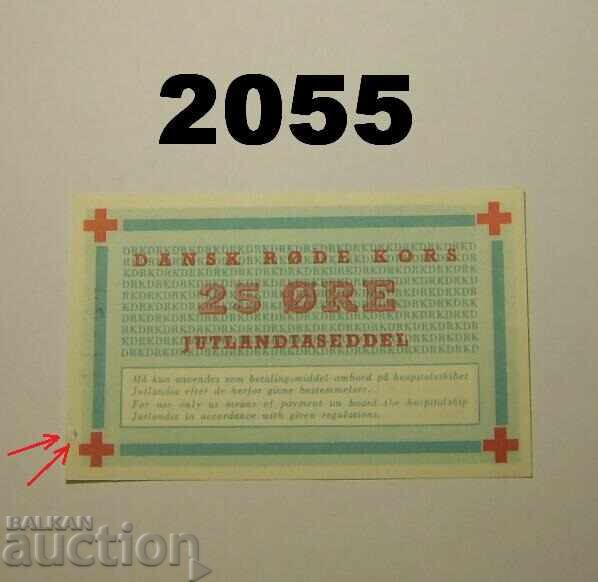 2055
DANSK RØDE KORS
25 ØRE
JUTLANDIASEDDEL
Må kun anvendes som betalingsmiddel ombord på hospitalsskibet
Jutlandia efter de herfor givne bestemmelser.
For use only as means of payment on board the hospitalship
Jutlandia in accordance with given regulations.
BALKAN
auction